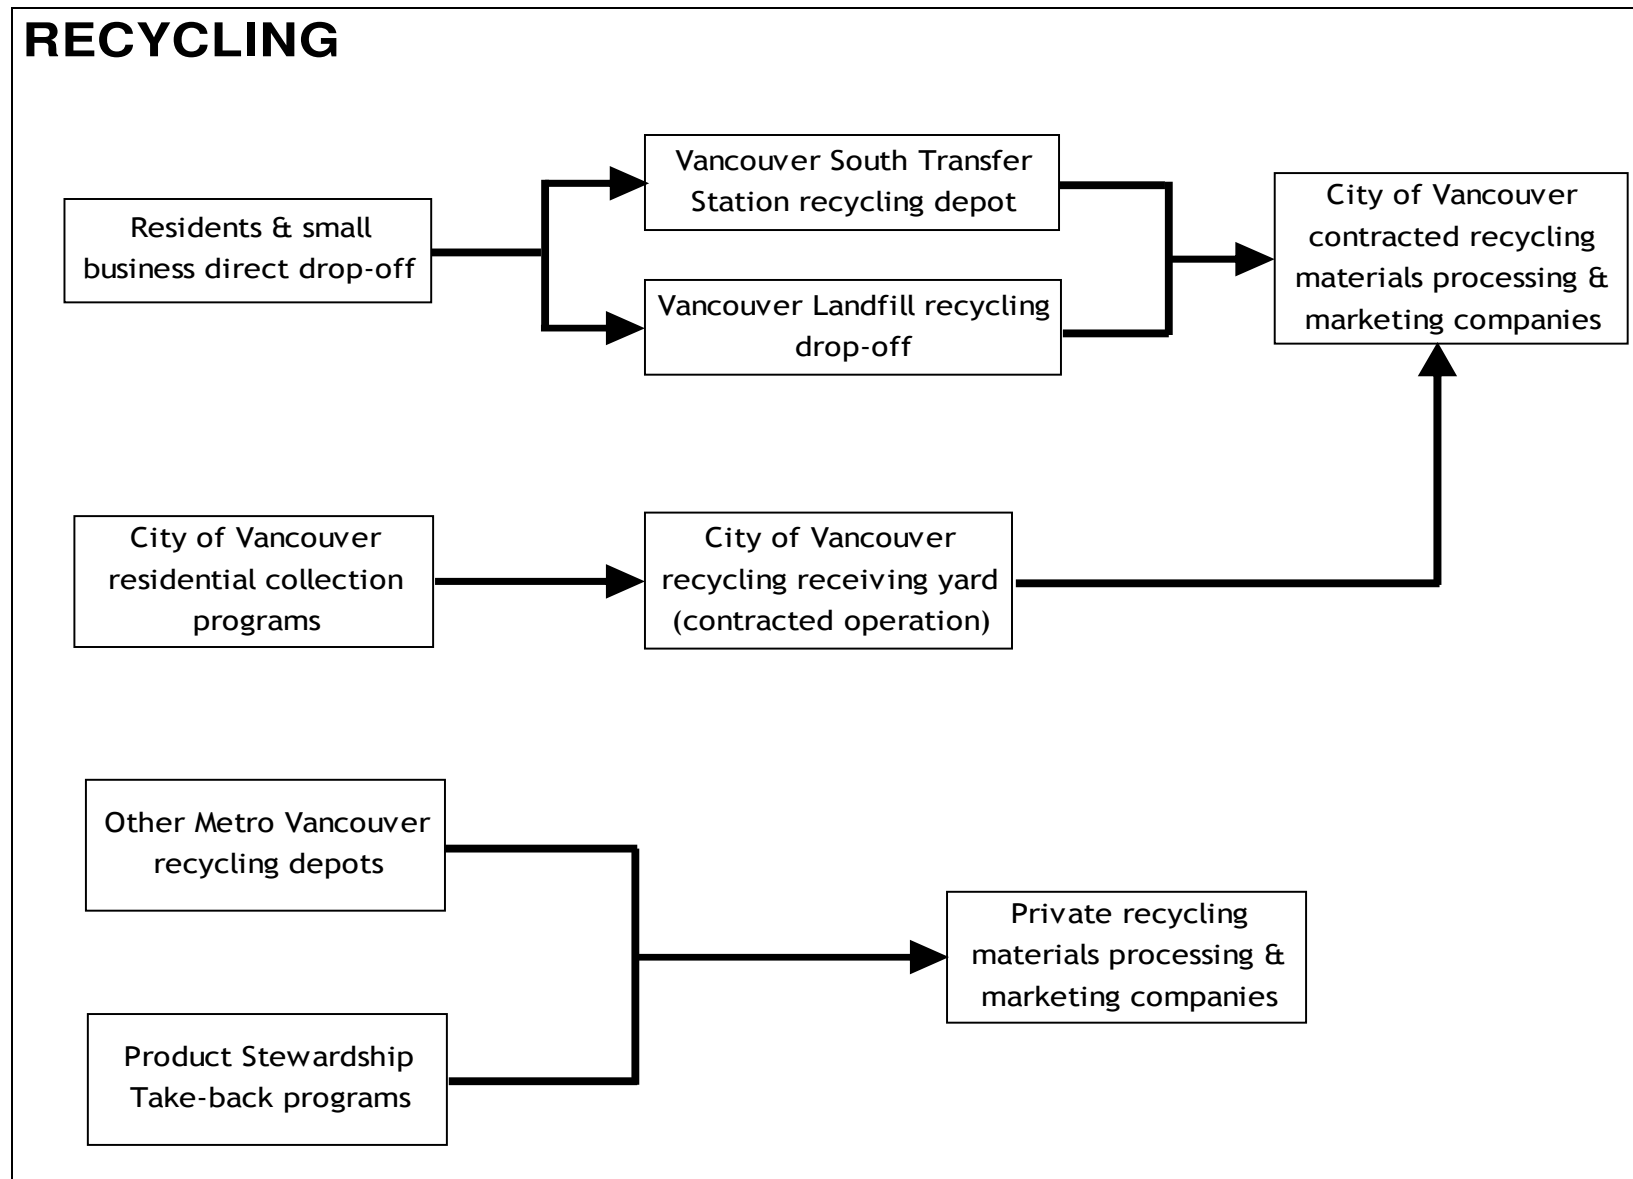 RECYCLING
Residents & small
business direct drop-off
Vancouver South Transfer
Station recycling depot
Vancouver Landfill recycling
drop-off
City of Vancouver
contracted recycling
materials processing &
marketing companies
City of Vancouver
residential collection
programs
City of Vancouver
recycling receiving yard
(contracted operation)
Other Metro Vancouver
recycling depots
Product Stewardship
Take-back programs
Private recycling
materials processing &
marketing companies